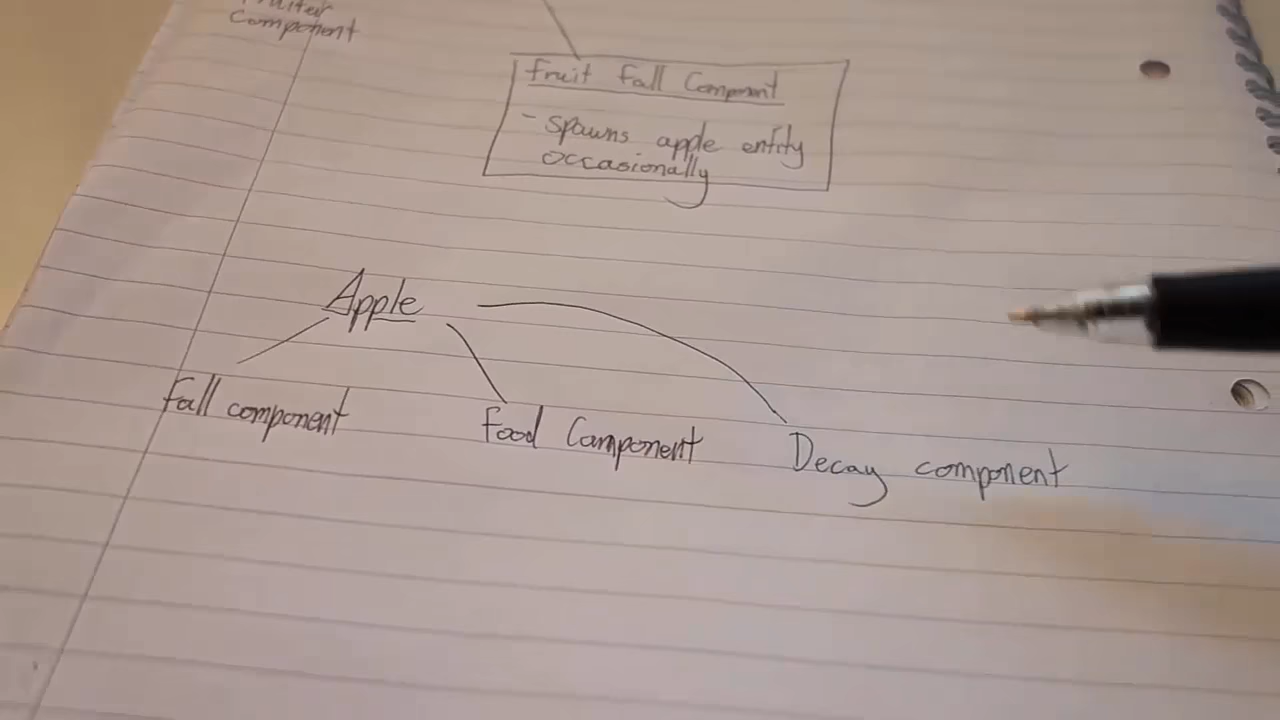 Component
Fruit Fall Component
- spawns apple entity
occasionally
Apple
Fall component
Food Component
Decay component